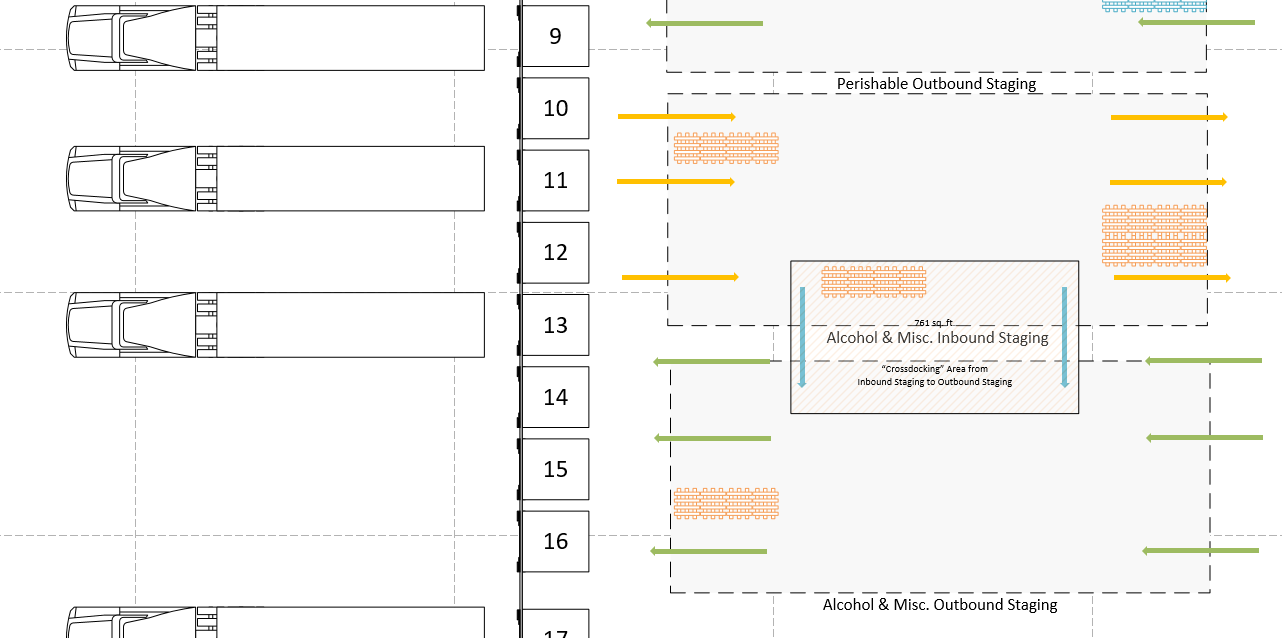 9
Perishable Outbound Staging
10
11
12
13
761 sq. ft
Alcohol & Misc. Inbound Staging
“Crossdocking” Area from
Inbound Staging to Outbound Staging
14
15
16
Alcohol & Misc. Outbound Staging
17